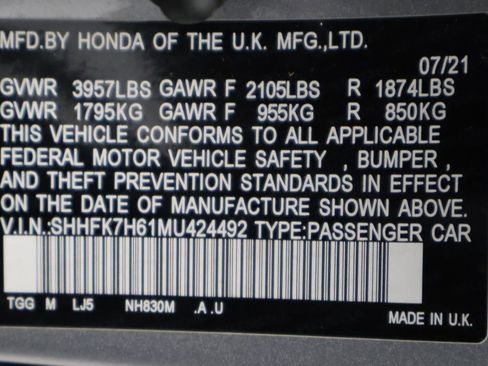 MFD.BY HONDA OF THE U.K. MFG.,LTD.
07/21
GVWR 3957LBS GAWR F 2105LBS R 1874LBS
GVWR 1795KG GAWR F 955KG R 850KG
THIS VEHICLE CONFORMS TO ALL APPLICABLE
FEDERAL MOTOR VEHICLE SAFETY , BUMPER ,
AND THEFT PREVENTION STANDARDS IN EFFECT
ON THE DATE OF MANUFACTURE SHOWN ABOVE.
V.I.N.:SHHFK7H61MU424492 TYPE:PASSENGER CAR
TGG M LJ5 NH830M .A .U
MADE IN U.K.